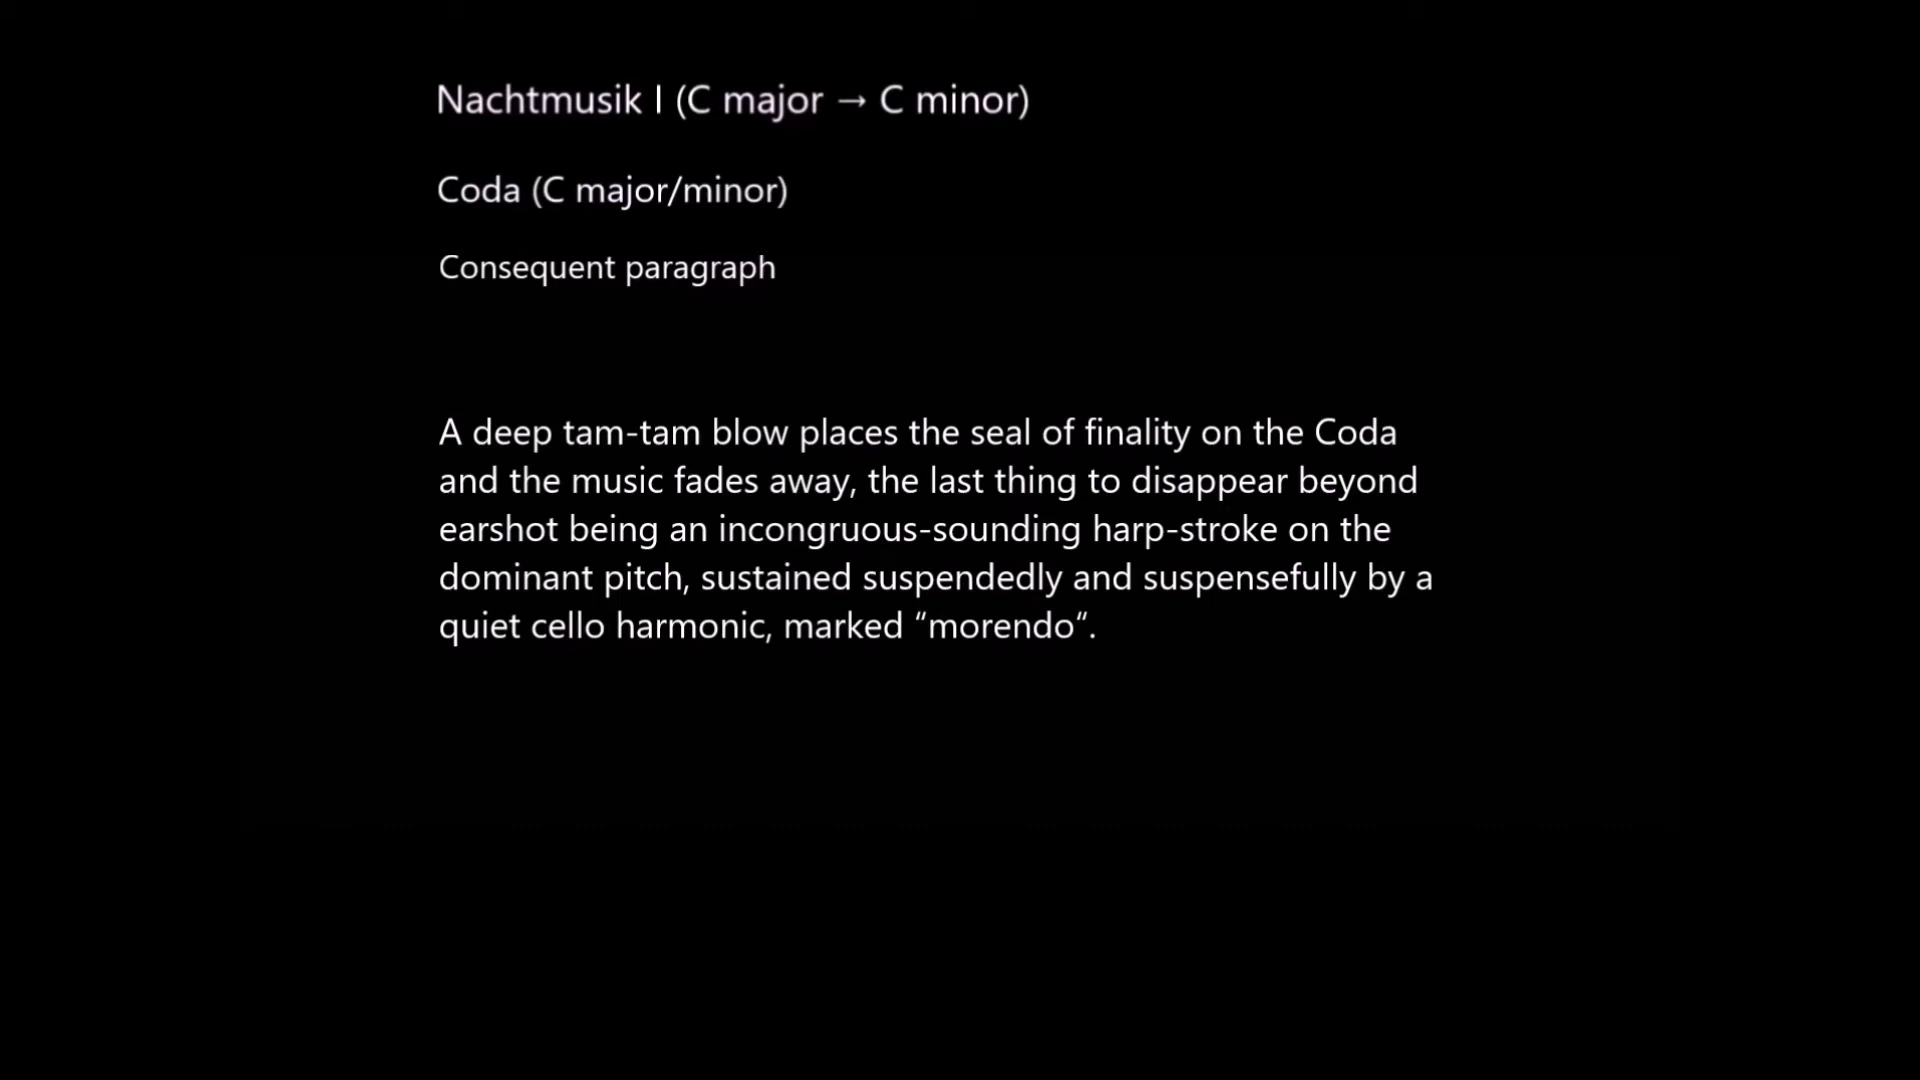 Nachtmusik I (C major → C minor)
Coda (C major/minor)
Consequent paragraph
A deep tam-tam blow places the seal of finality on the Coda
and the music fades away, the last thing to disappear beyond
earshot being an incongruous-sounding harp-stroke on the
dominant pitch, sustained suspendedly and suspensefully by a
quiet cello harmonic, marked “morendo“.